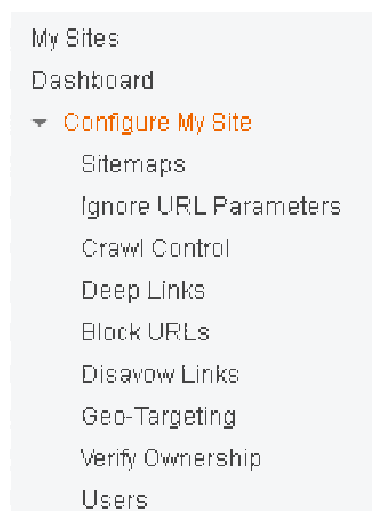 My Sites
Dashboard
Configure My Site
Sitemaps
Ignore URL Parameters
Crawl Control
Deep Links
Block URLs
Disavow Links
Geo-Targeting
Verify Ownership
Users